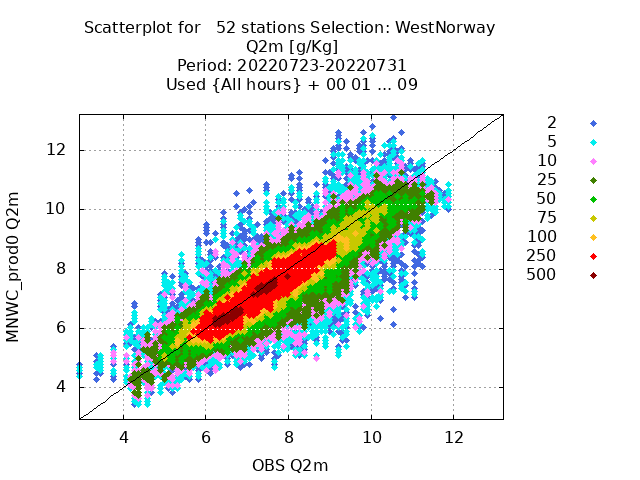 Scatterplot for   52 stations Selection: WestNorway
Q2m [g/Kg]
Period: 20220723-20220731
Used {All hours} + 00 01 ... 09
2
5
10
25
50
75
100
250
500
MNWC_prod0 Q2m
12
10
8
6
4
4 6 8 10 12
OBS Q2m